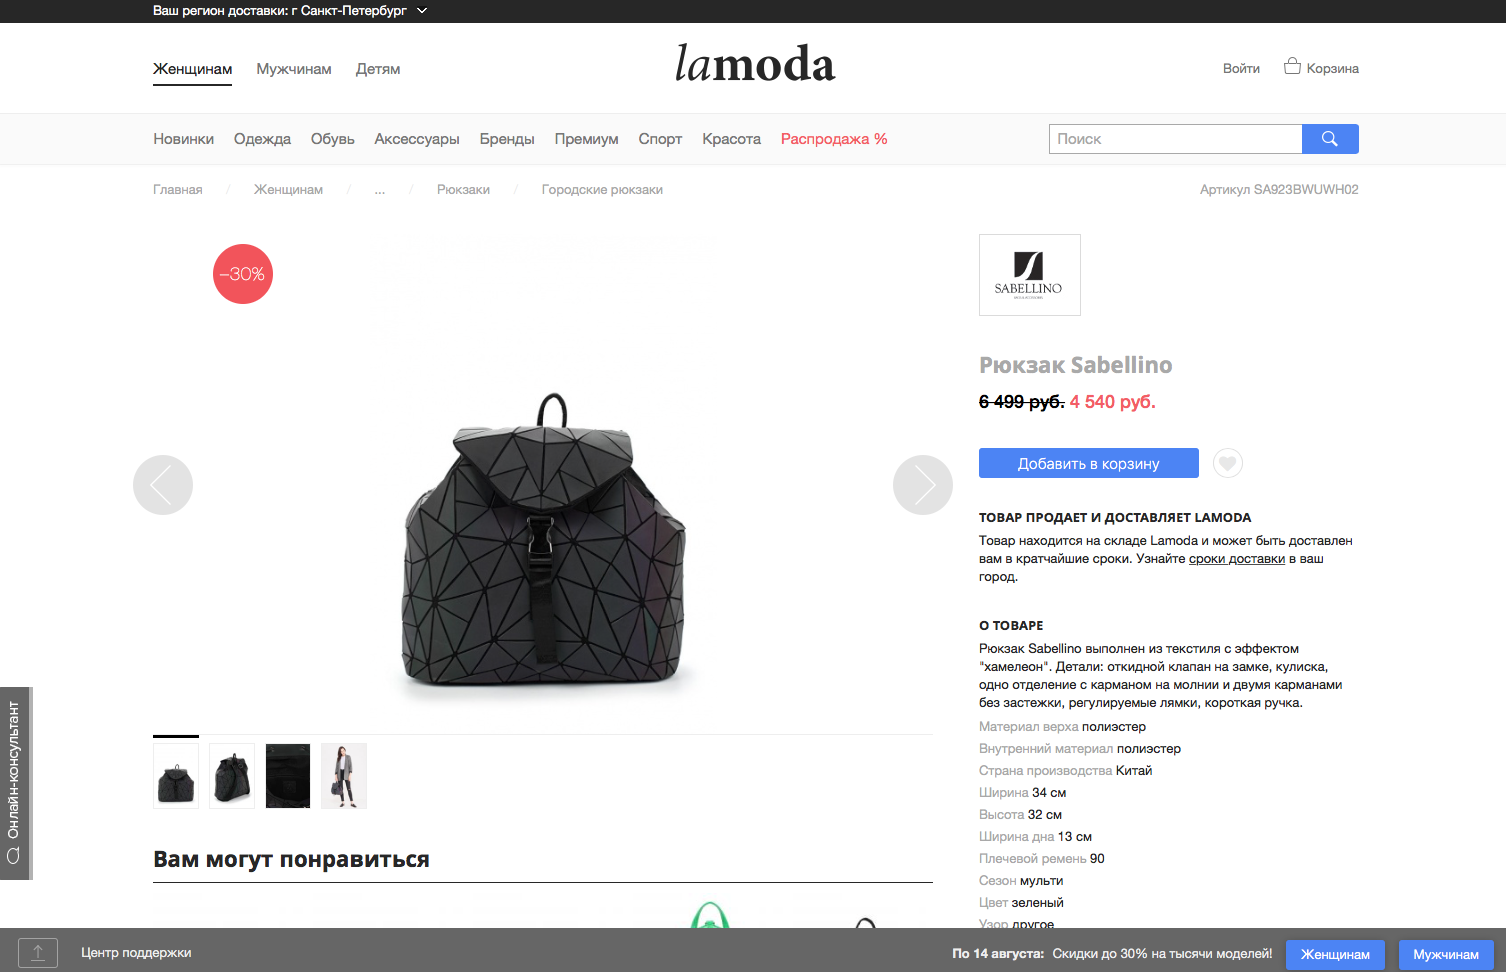 Ваш регион доставки: г Санкт-Петербург
Женщинам Мужчинам Детям
lamoda
Войти Корзина
Новинки Одежда Обувь Аксессуары Бренды Премиум Спорт Красота Распродажа %
Поиск
Главная / Женщинам / ... / Рюкзаки / Городские рюкзаки
Артикул SA923BWUWH02
–30%
SABELLINO
Рюкзак Sabellino
6 499 руб. 4 540 руб.
Добавить в корзину
ТОВАР ПРОДАЕТ И ДОСТАВЛЯЕТ LAMODA
Товар находится на складе Lamoda и может быть доставлен
вам в кратчайшие сроки. Узнайте сроки доставки в ваш
город.
О ТОВАРЕ
Рюкзак Sabellino выполнен из текстиля с эффектом
"хамелеон". Детали: откидной клапан на замке, кулиска,
одно отделение с карманом на молнии и двумя карманами
без застежки, регулируемые лямки, короткая ручка.
Материал верха полиэстер
Внутренний материал полиэстер
Страна производства Китай
Ширина 34 см
Высота 32 см
Ширина дна 13 см
Плечевой ремень 90
Сезон мульти
Цвет зеленый
Узор другое
Онлайн-консультант
Вам могут понравиться
Центр поддержки
По 14 августа: Скидки до 30% на тысячи моделей!
Женщинам
Мужчинам